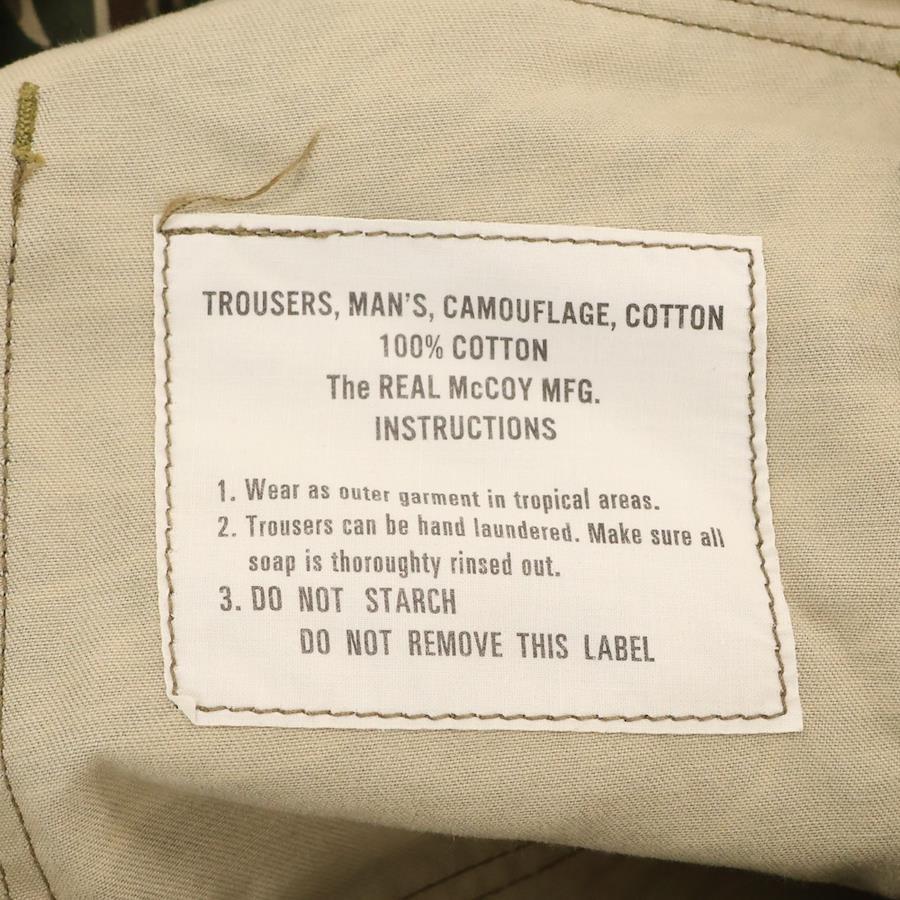 TROUSERS, MAN'S, CAMOUFLAGE, COTTON
100% COTTON
The REAL McCOY MFG.
INSTRUCTIONS
1. Wear as outer garment in tropical areas.
2. Trousers can be hand laundered. Make sure all
soap is thoroughty rinsed out.
3. DO NOT STARCH
DO NOT REMOVE THIS LABEL